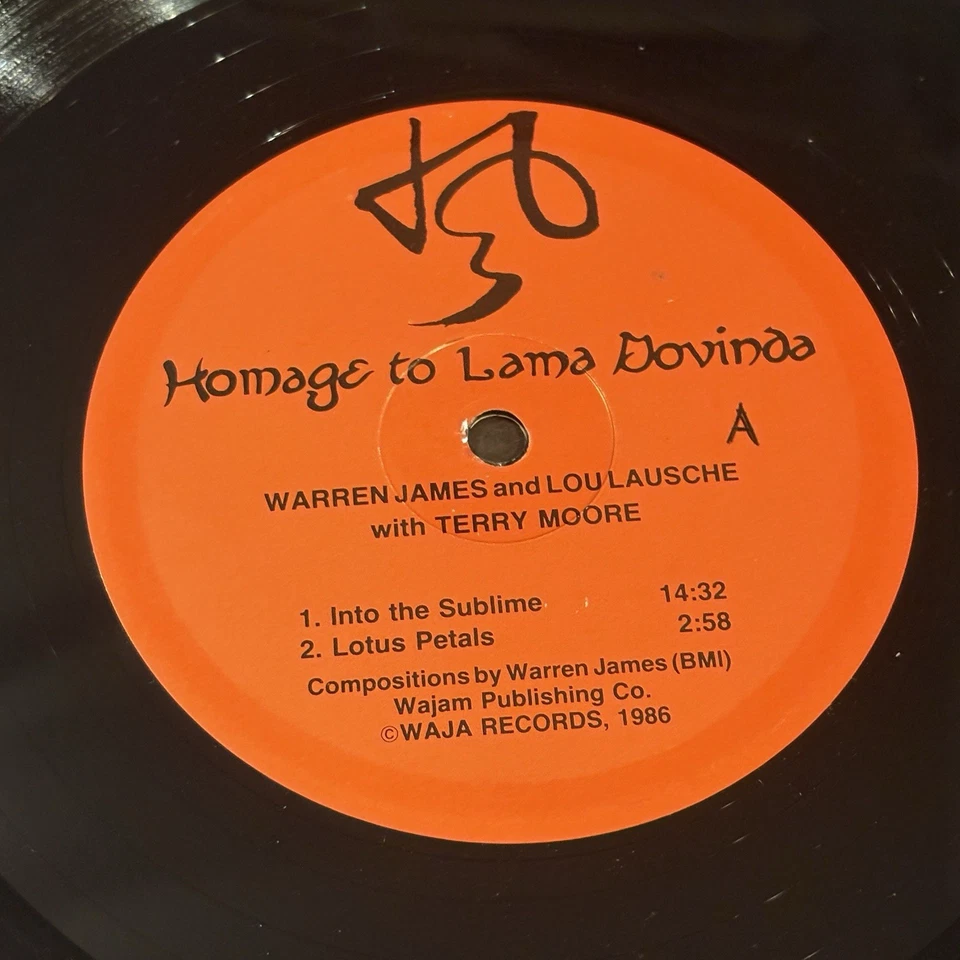 Homage to Lama Govinda
A
WARREN JAMES and LOU LAUSCHE
with TERRY MOORE
1. Into the Sublime 14:32
2. Lotus Petals 2:58
Compositions by Warren James (BMI)
Wajam Publishing Co.
©WAJA RECORDS, 1986